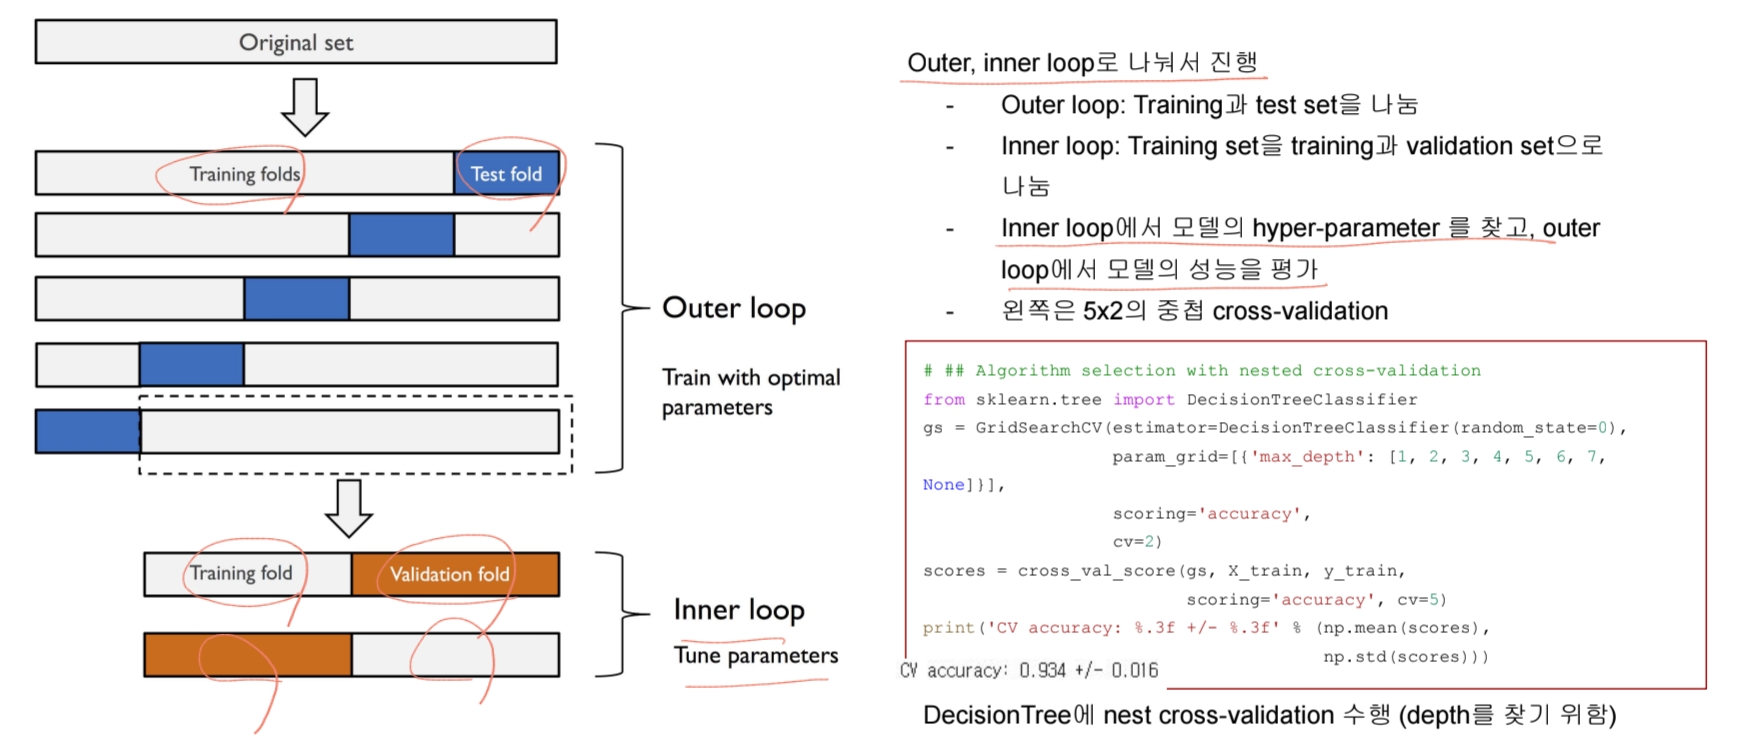 Original set
Training folds
Test fold
Outer loop
Train with optimal
parameters
Training fold
Validation fold
Inner loop
Tune parameters
Outer, inner loop로 나눠서 진행
- Outer loop: Training과 test set을 나눔
- Inner loop: Training set을 training과 validation set으로
나눔
- Inner loop에서 모델의 hyper-parameter 를 찾고, outer
loop에서 모델의 성능을 평가
- 왼쪽은 5x2의 중첩 cross-validation
# ## Algorithm selection with nested cross-validation
from sklearn.tree import DecisionTreeClassifier
gs = GridSearchCV(estimator=DecisionTreeClassifier(random_state=0),
param_grid=[{'max_depth': [1, 2, 3, 4, 5, 6, 7,
None]}],
scoring='accuracy',
cv=2)
scores = cross_val_score(gs, X_train, y_train,
scoring='accuracy', cv=5)
print('CV accuracy: %.3f +/- %.3f' % (np.mean(scores),
np.std(scores)))
CV accuracy: 0.934 +/- 0.016
DecisionTree에 nest cross-validation 수행 (depth를 찾기 위함)